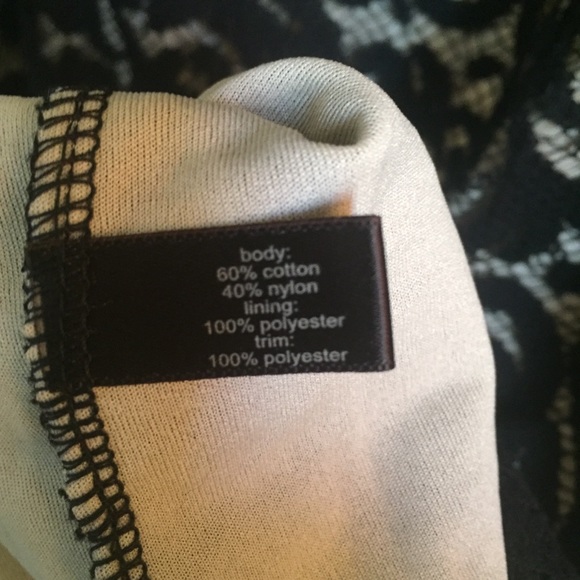 body:
60% cotton
40% nylon
lining:
100% polyester
trim:
100% polyester